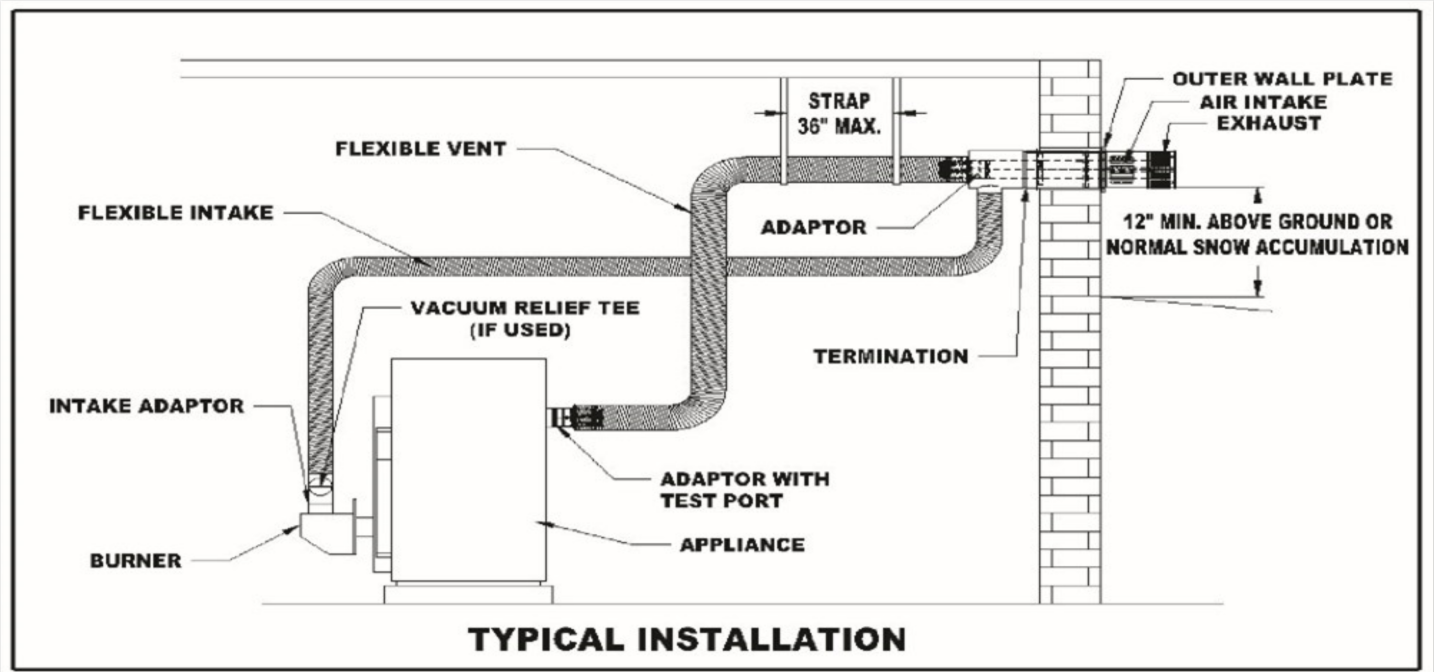 OUTER WALL PLATE
AIR INTAKE
EXHAUST
STRAP
36" MAX.
FLEXIBLE VENT
FLEXIBLE INTAKE
ADAPTOR
12" MIN. ABOVE GROUND OR
NORMAL SNOW ACCUMULATION
VACUUM RELIEF TEE
(IF USED)
TERMINATION
INTAKE ADAPTOR
ADAPTOR WITH
TEST PORT
APPLIANCE
BURNER
TYPICAL INSTALLATION